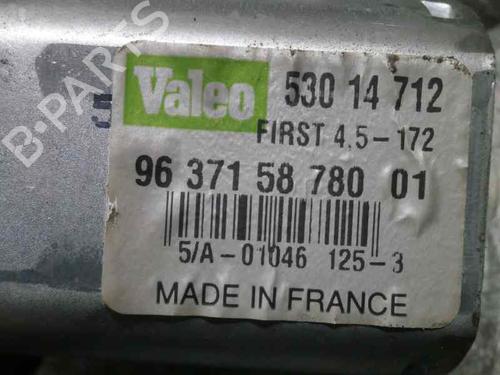 B-PARTS
Valeo
530 14 712
FIRST 4.5-172
96 371 58 780 01
5/A-01046 125-3
MADE IN FRANCE